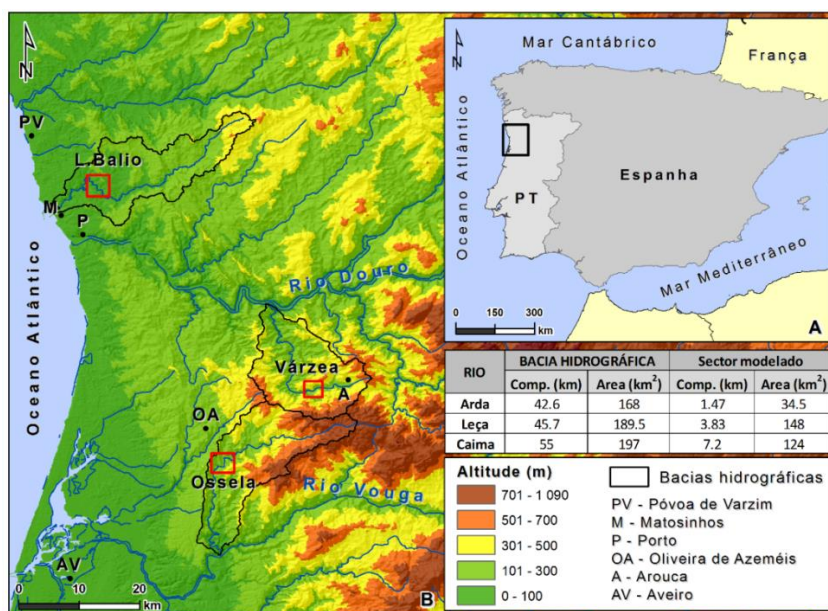 N
PV
L.Balio
M
P
Oceano Atlântico
Rio Douro
Várzea
A
OA
Ossela
Rio Vouga
AV
0 10 20
km
B
N
Mar Cantábrico
França
Oceano Atlântico
Espanha
PT
Mar Mediterrâneo
0 150 300
km
A
RIO BACIA HIDROGRÁFICA Sector modelado
Comp. (km) Area (km²) Comp. (km) Área (km²)
Arda 42.6 168 1.47 34.5
Leça 45.7 189.5 3.83 148
Caima 55 197 7.2 124
Altitude (m)
701 - 1 090
501 - 700
301 - 500
101 - 300
0 - 100
Bacias hidrográficas
PV - Póvoa de Varzim
M - Matosinhos
P - Porto
OA - Oliveira de Azeméis
A - Arouca
AV - Aveiro